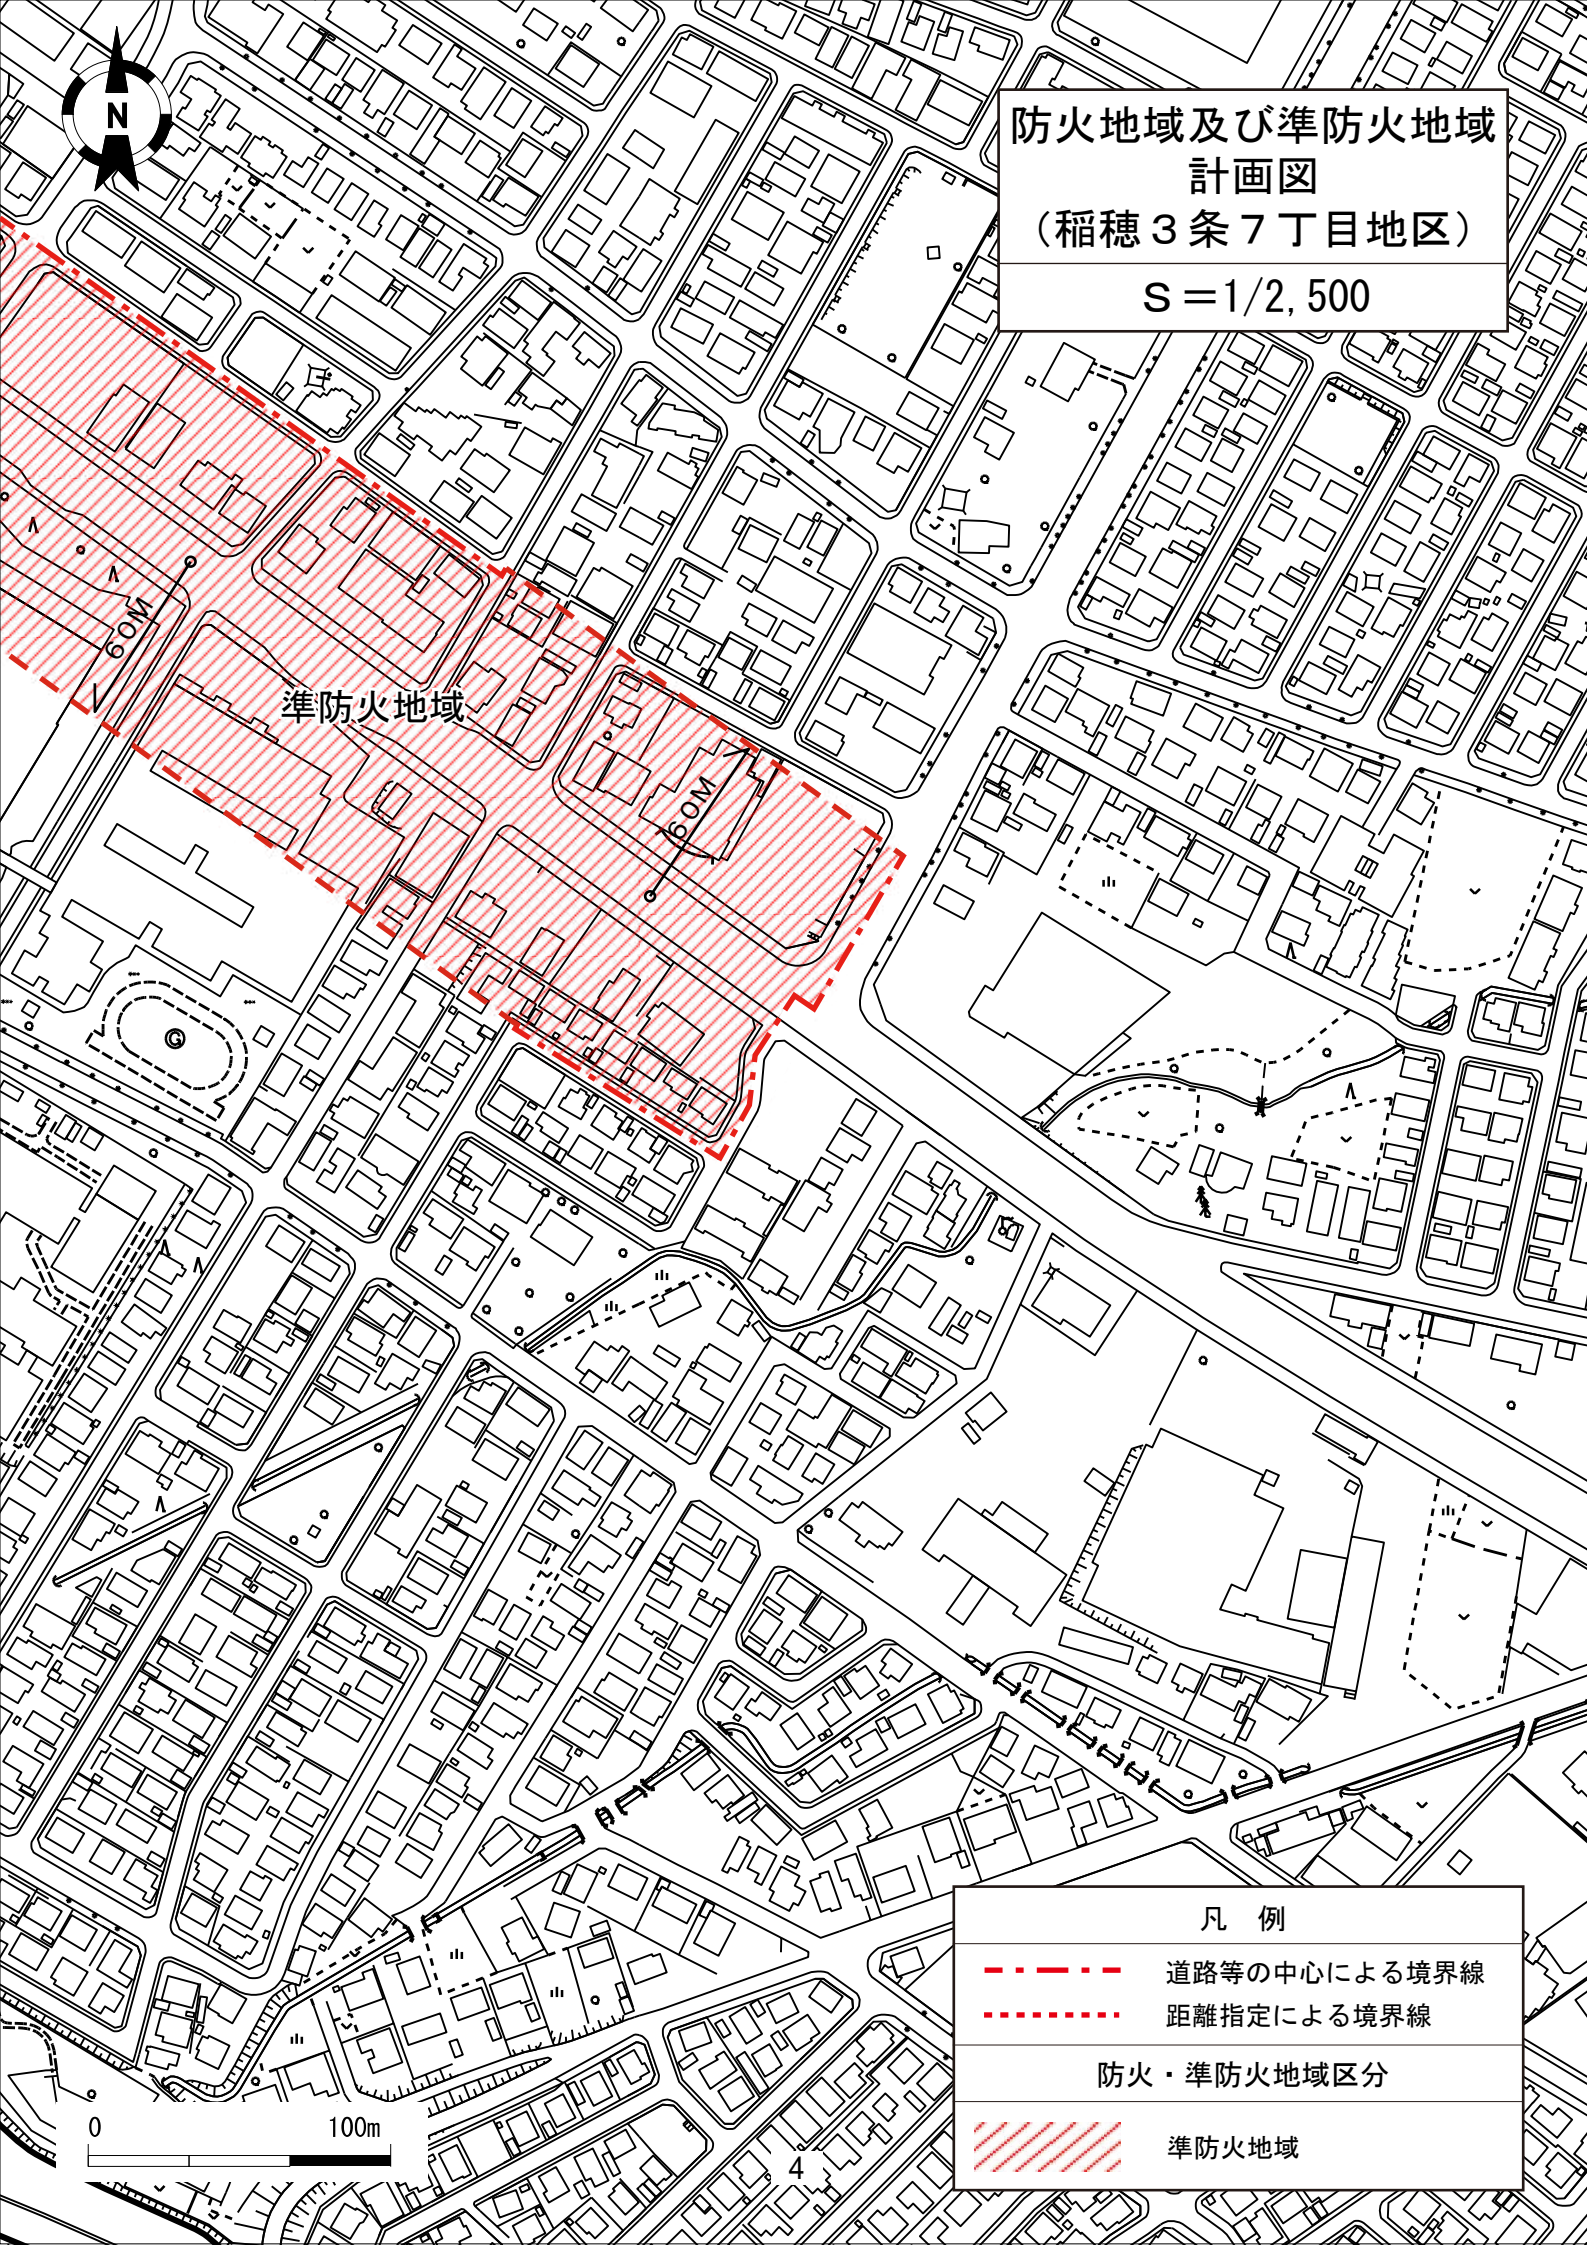 N
防火地域及び準防火地域
計画図
（稲穂３条７丁目地区）
Ｓ＝1/2,500
60M
準防火地域
60M
凡　例
道路等の中心による境界線
距離指定による境界線
防火・準防火地域区分
準防火地域
0 100m
4